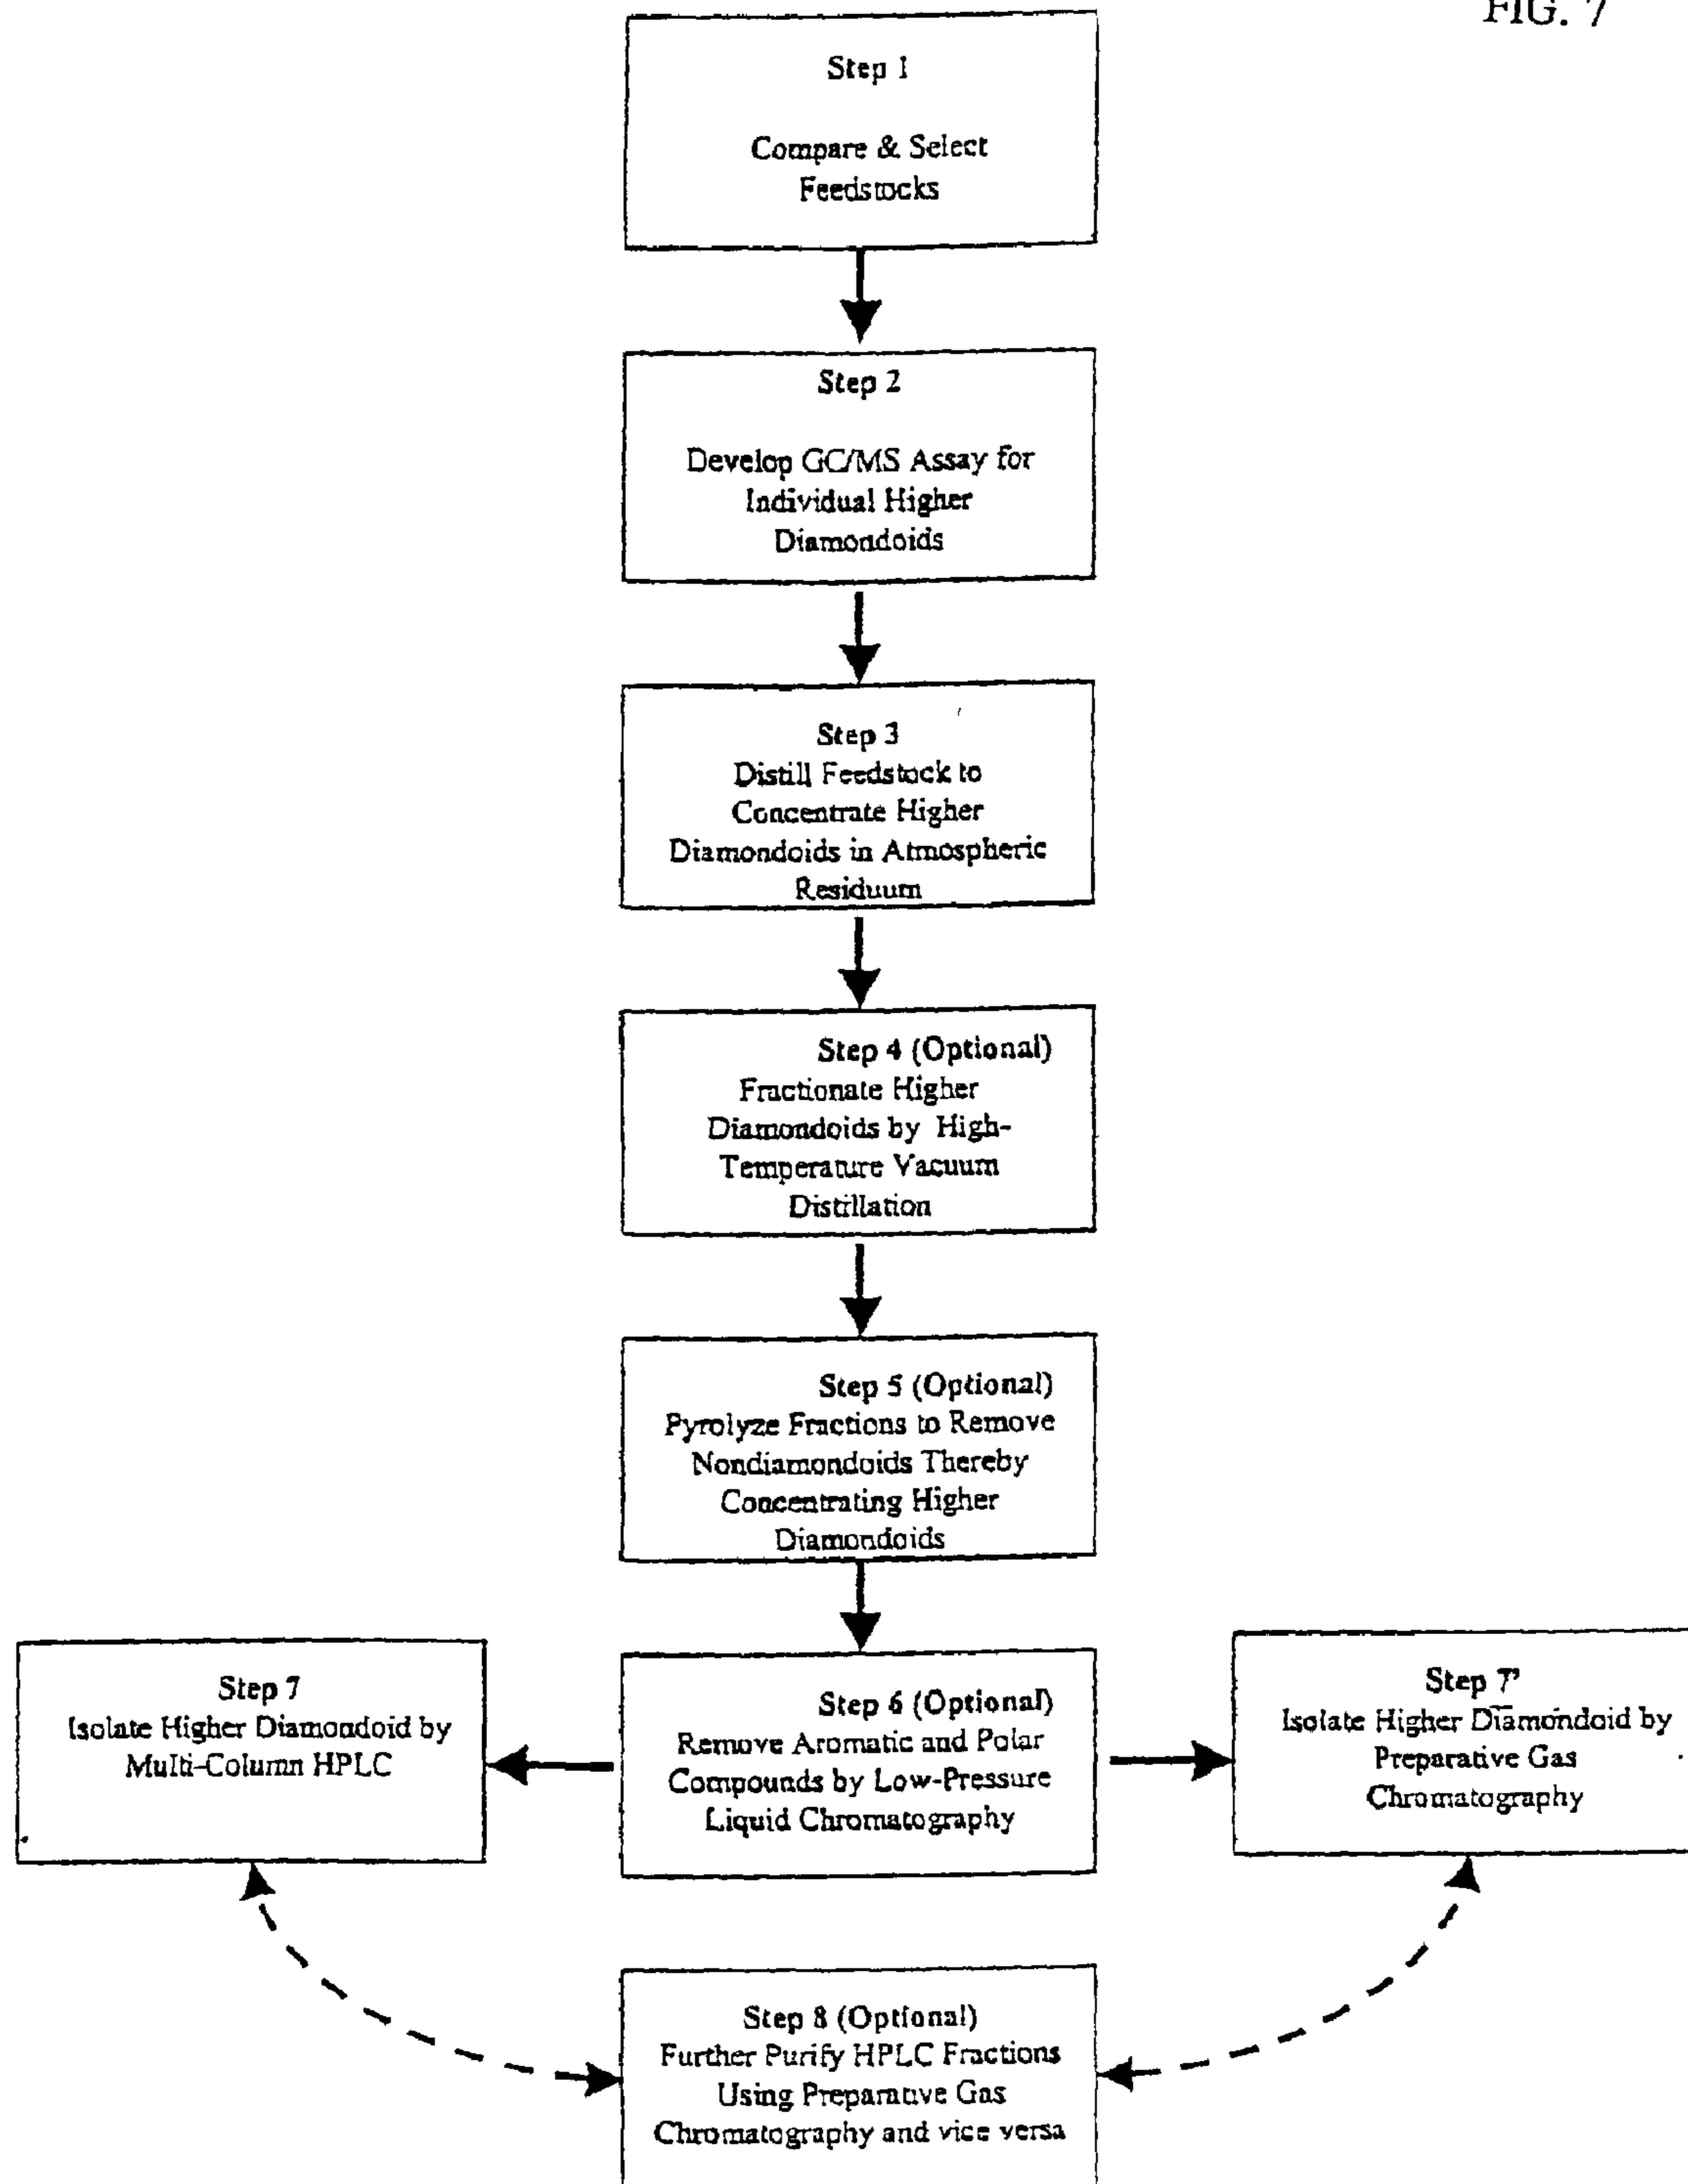 FIG. 7
Step 1
Compare & Select
Feedstocks
Step 2
Develop GC/MS Assay for
Individual Higher
Diamondoids
Step 3
Distill Feedstock to
Concentrate Higher
Diamondoids in Atmospheric
Residuum
Step 4 (Optional)
Fractionate Higher
Diamondoids by High-
Temperature Vacuum
Distillation
Step 5 (Optional)
Pyrolyze Fractions to Remove
Nondiamondoids Thereby
Concentrating Higher
Diamondoids
Step 7
Isolate Higher Diamondoid by
Multi-Column HPLC
Step 6 (Optional)
Remove Aromatic and Polar
Compounds by Low-Pressure
Liquid Chromatography
Step 7'
Isolate Higher Diamondoid by
Preparative Gas
Chromatography
Step 8 (Optional)
Further Purify HPLC Fractions
Using Preparative Gas
Chromatography and vice versa